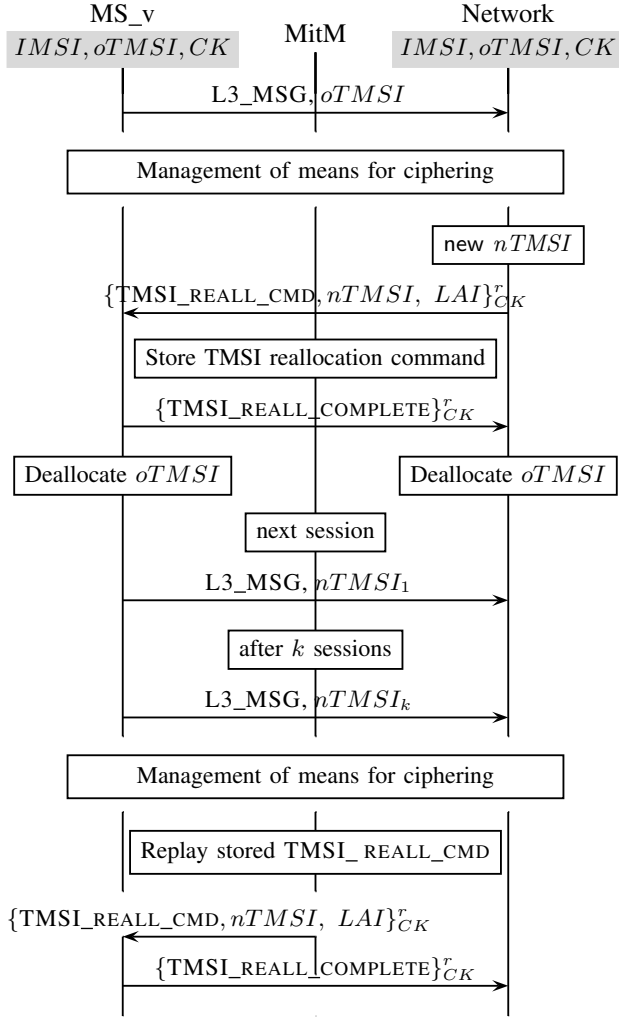 MS_v MitM Network
IMSI, oTMSI, CK IMSI, oTMSI, CK
L3_MSG, oTMSI
Management of means for ciphering
new nTMSI
{TMSI_REALL_CMD, nTMSI, LAI}^r_CK
Store TMSI reallocation command
{TMSI_REALL_COMPLETE}^r_CK
Deallocate oTMSI Deallocate oTMSI
next session
L3_MSG, nTMSI_1
after k sessions
L3_MSG, nTMSI_k
Management of means for ciphering
Replay stored TMSI_ REALL_CMD
{TMSI_REALL_CMD, nTMSI, LAI}^r_CK
{TMSI_REALL_COMPLETE}^r_CK